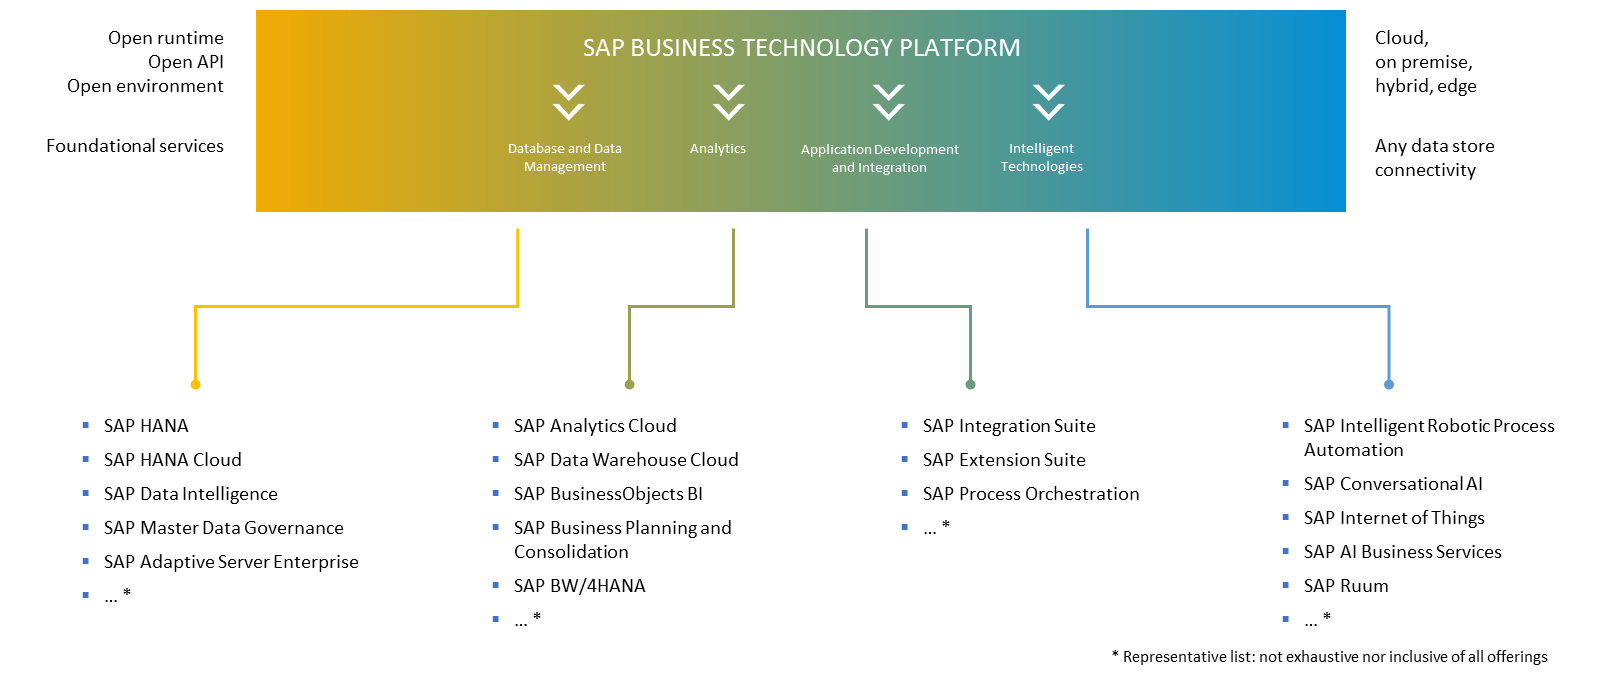 Open runtime
Open API
Open environment
Foundational services
SAP BUSINESS TECHNOLOGY PLATFORM
Database and Data
Management
Analytics
Application Development
and Integration
Intelligent
Technologies
Cloud,
on premise,
hybrid, edge
Any data store
connectivity
SAP HANA
SAP HANA Cloud
SAP Data Intelligence
SAP Master Data Governance
SAP Adaptive Server Enterprise
... *
SAP Analytics Cloud
SAP Data Warehouse Cloud
SAP BusinessObjects BI
SAP Business Planning and
Consolidation
SAP BW/4HANA
... *
SAP Integration Suite
SAP Extension Suite
SAP Process Orchestration
... *
SAP Intelligent Robotic Process
Automation
SAP Conversational AI
SAP Internet of Things
SAP AI Business Services
SAP Ruum
... *
* Representative list: not exhaustive nor inclusive of all offerings